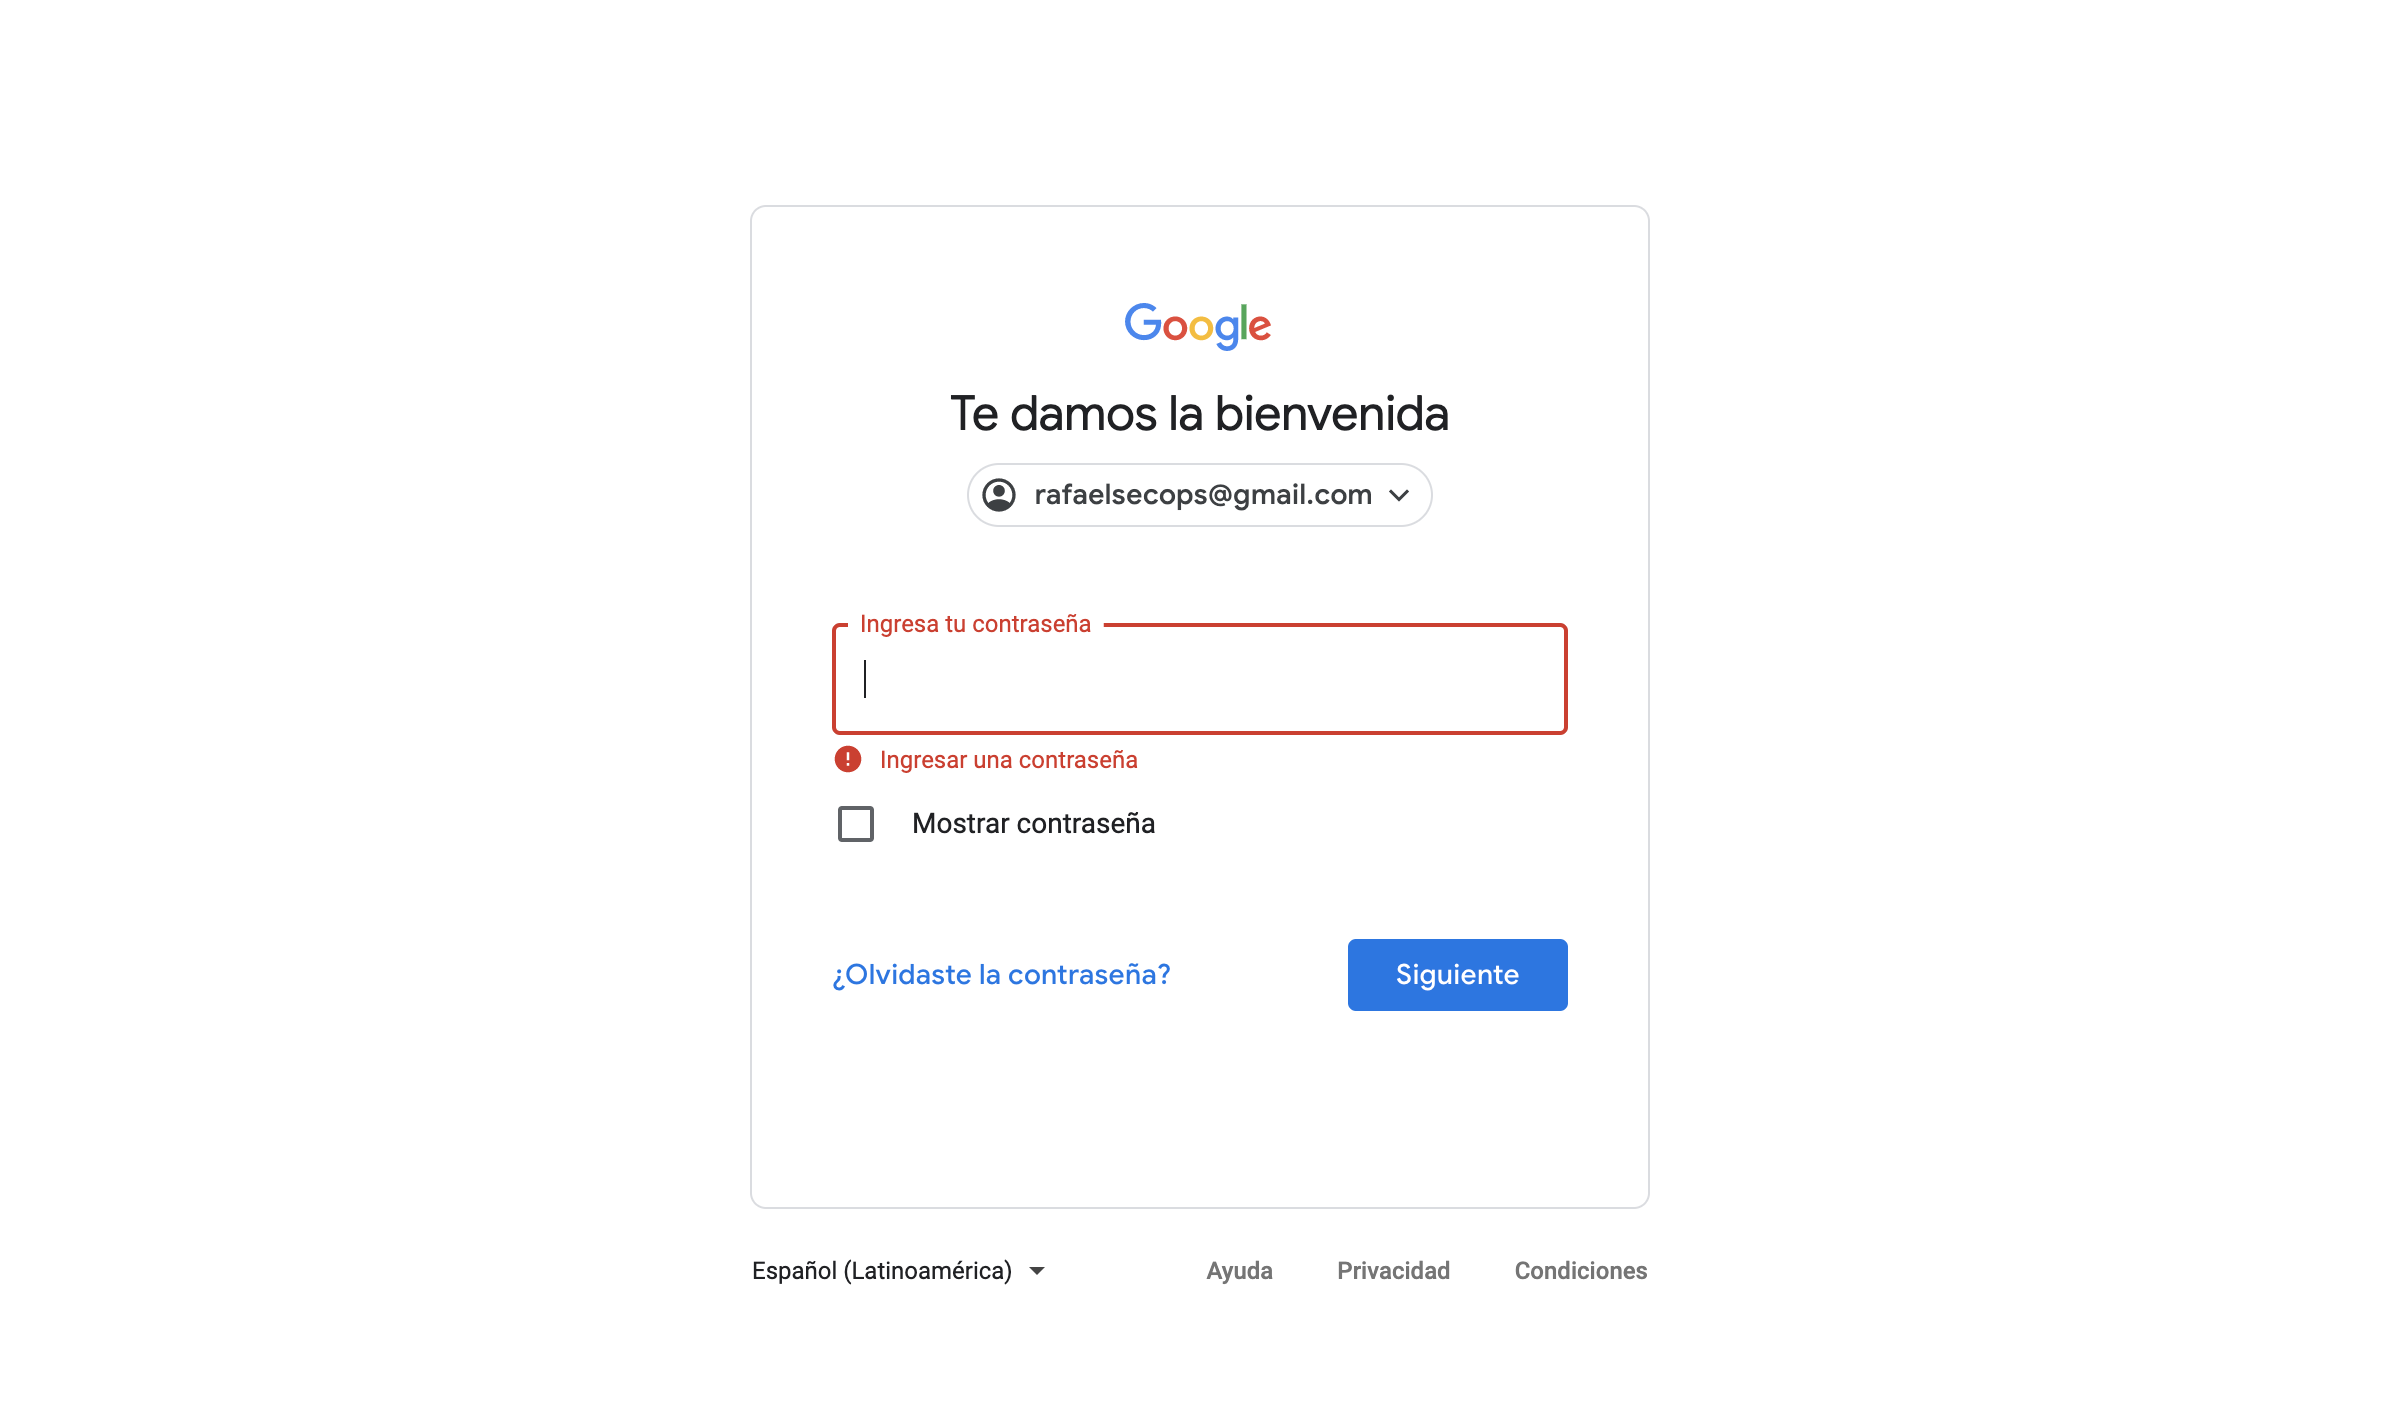 Google
Te damos la bienvenida
rafaelsecops@gmail.com
Ingresa tu contraseña
Ingresar una contraseña
Mostrar contraseña
¿Olvidaste la contraseña?
Siguiente
Español (Latinoamérica)
Ayuda
Privacidad
Condiciones